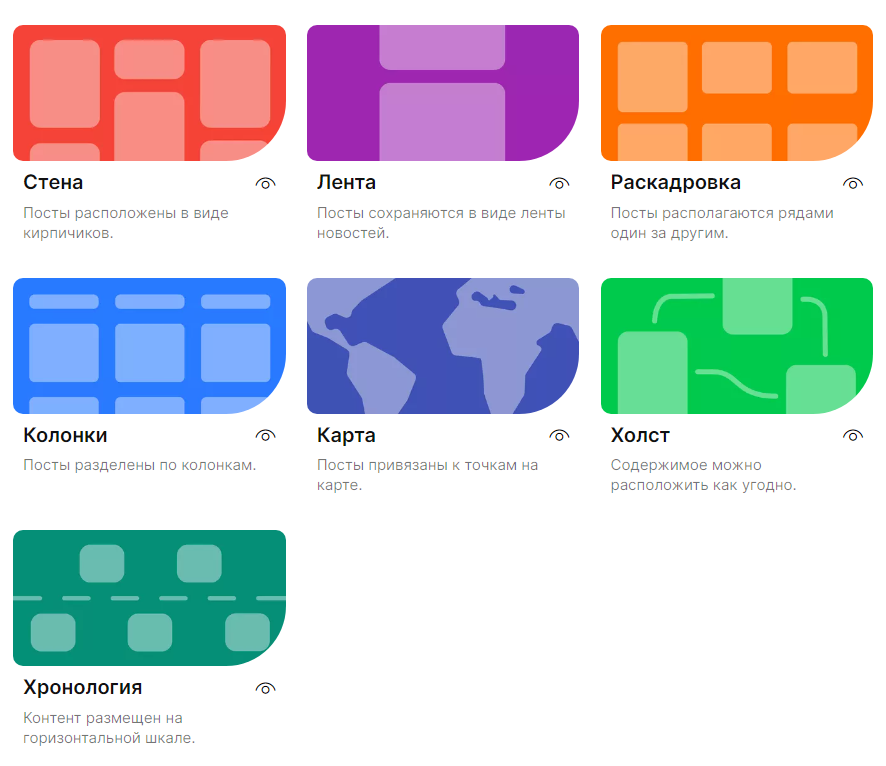 Стена
Посты расположены в виде
кирпичиков.
Лента
Посты сохраняются в виде ленты
новостей.
Раскадровка
Посты располагаются рядами
один за другим.
Колонки
Посты разделены по колонкам.
Карта
Посты привязаны к точкам на
карте.
Холст
Содержимое можно
расположить как угодно.
Хронология
Контент размещен на
горизонтальной шкале.